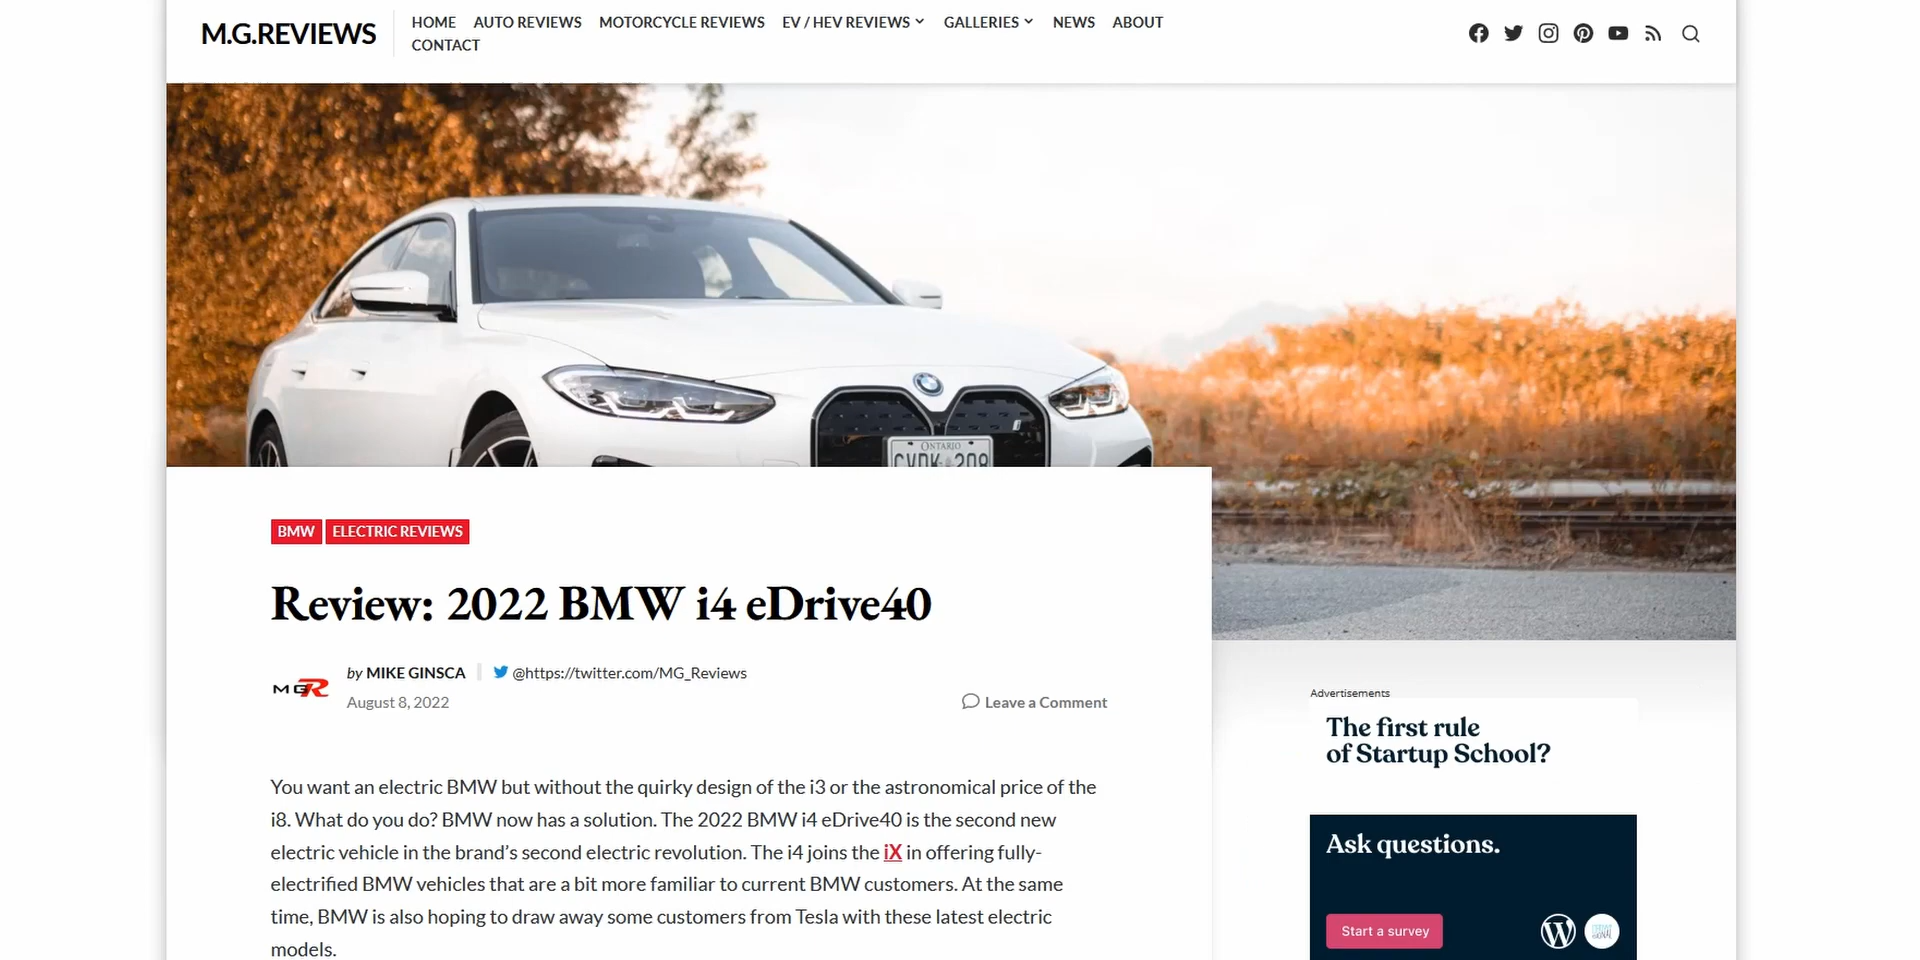 M.G.REVIEWS
HOME AUTO REVIEWS MOTORCYCLE REVIEWS EV / HEV REVIEWS GALLERIES NEWS ABOUT
CONTACT
ONTARIO
BMW ELECTRIC REVIEWS
Review: 2022 BMW i4 eDrive40
MGR
by MIKE GINSCA @https://twitter.com/MG_Reviews
August 8, 2022
Leave a Comment
You want an electric BMW but without the quirky design of the i3 or the astronomical price of the
i8. What do you do? BMW now has a solution. The 2022 BMW i4 eDrive40 is the second new
electric vehicle in the brand’s second electric revolution. The i4 joins the iX in offering fully-
electrified BMW vehicles that are a bit more familiar to current BMW customers. At the same
time, BMW is also hoping to draw away some customers from Tesla with these latest electric
models.
Advertisements
The first rule
of Startup School?
Ask questions.
Start a survey